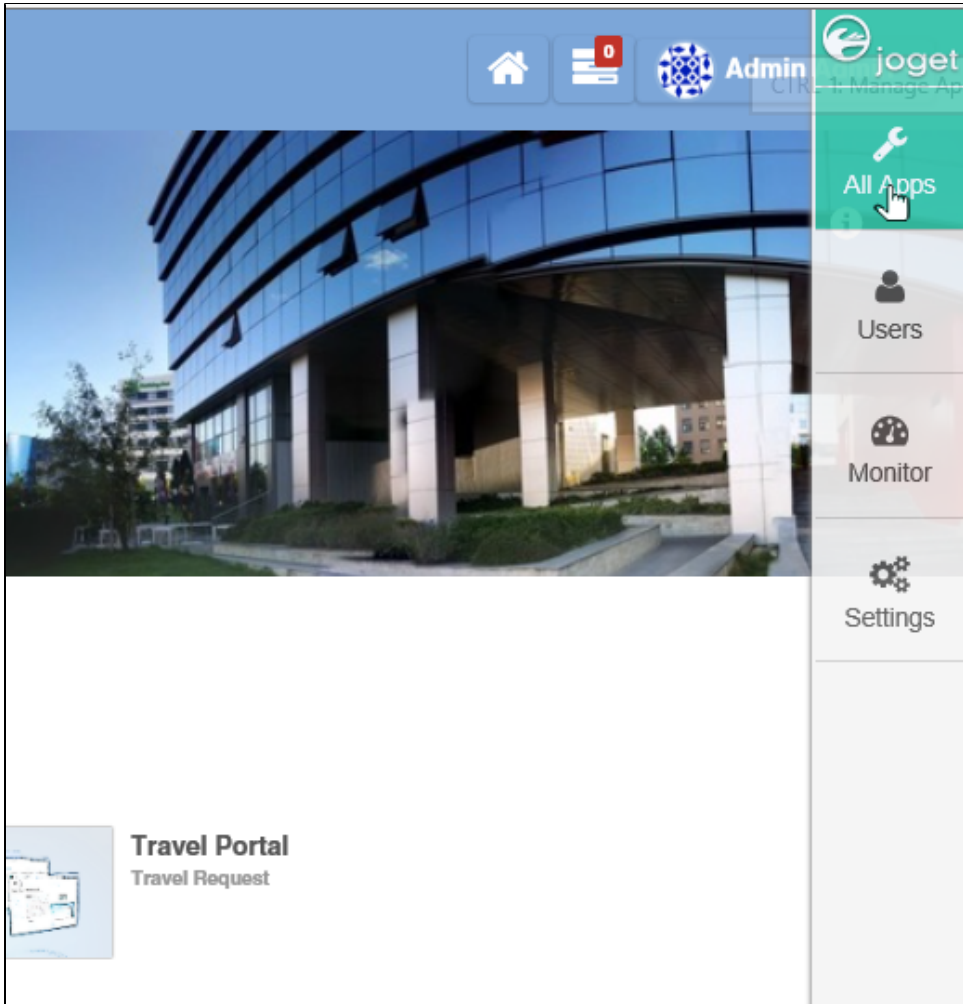 0
Admin
joget
CTRL-1: Manage Ap
All Apps
Users
Monitor
Settings
Travel Portal
Travel Request